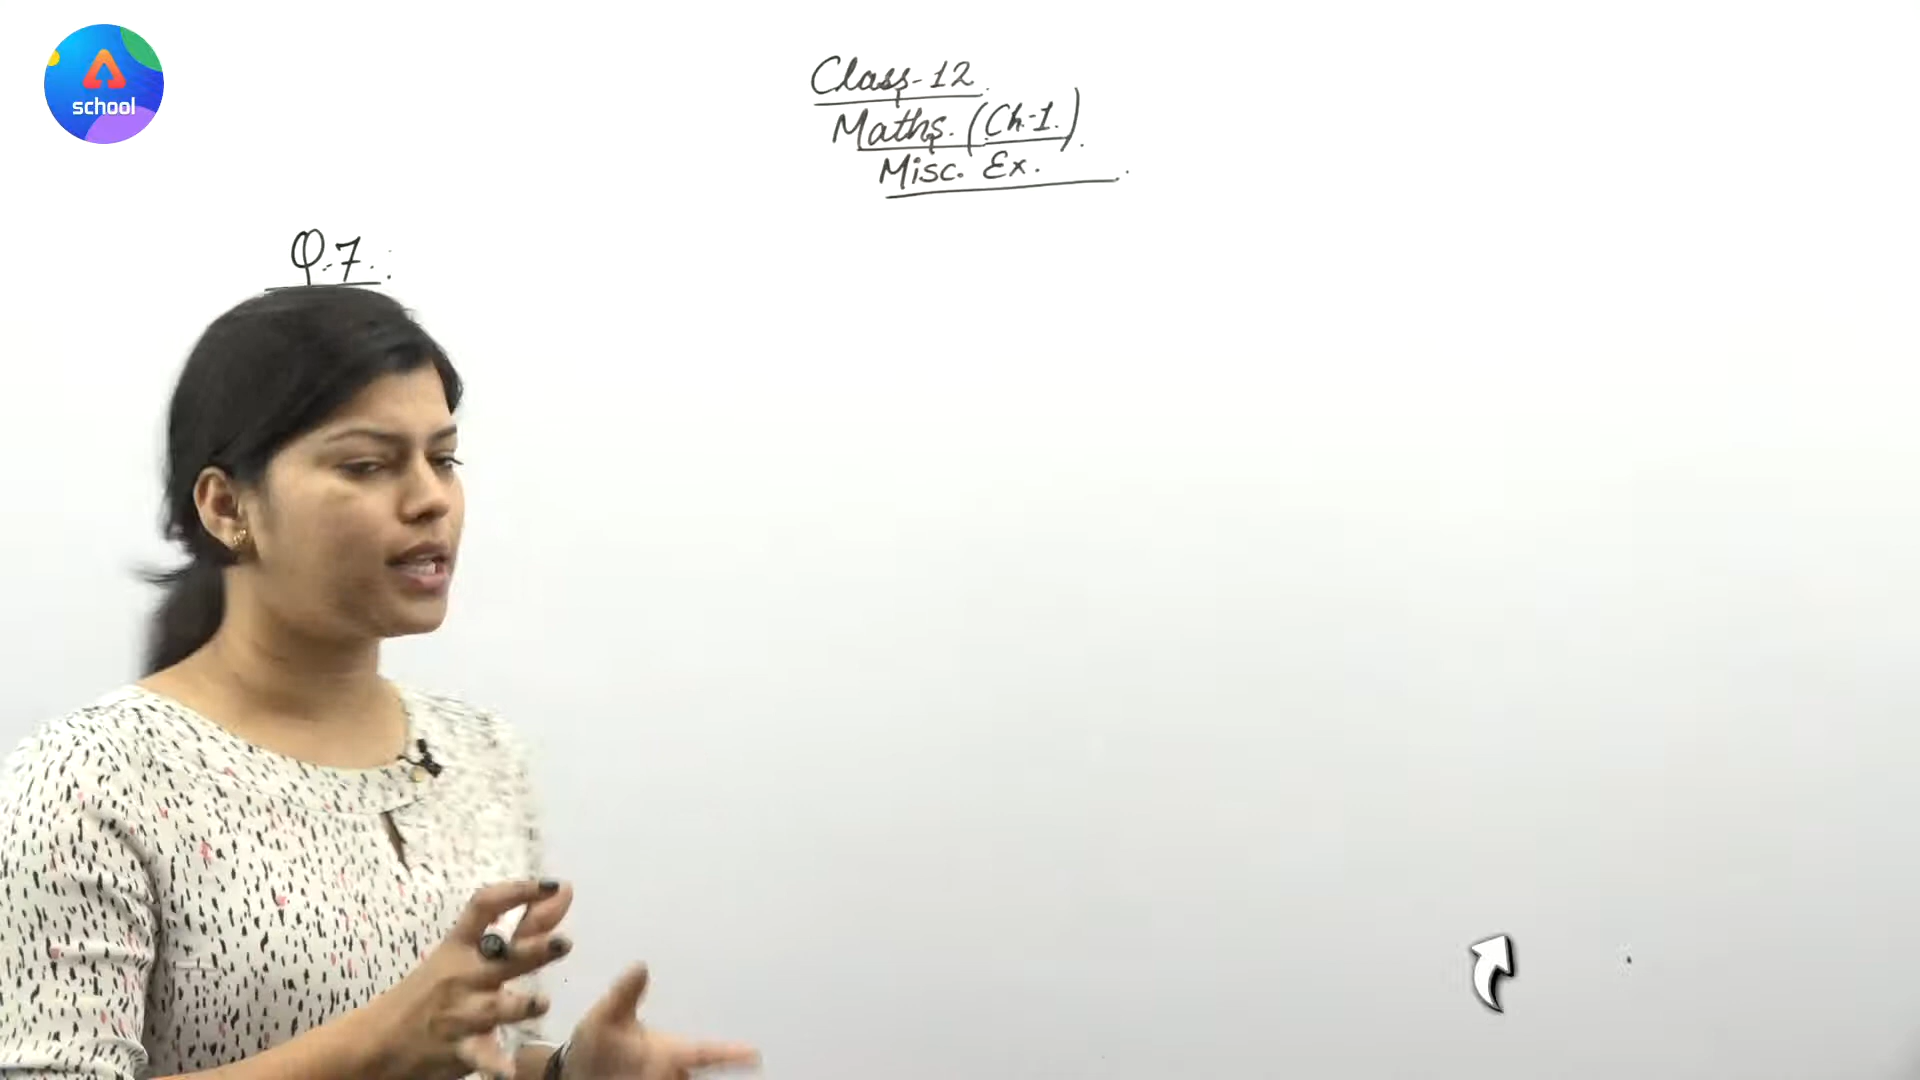 school
Class-12
Maths. (Ch-1.)
Misc. Ex.
Q.7.